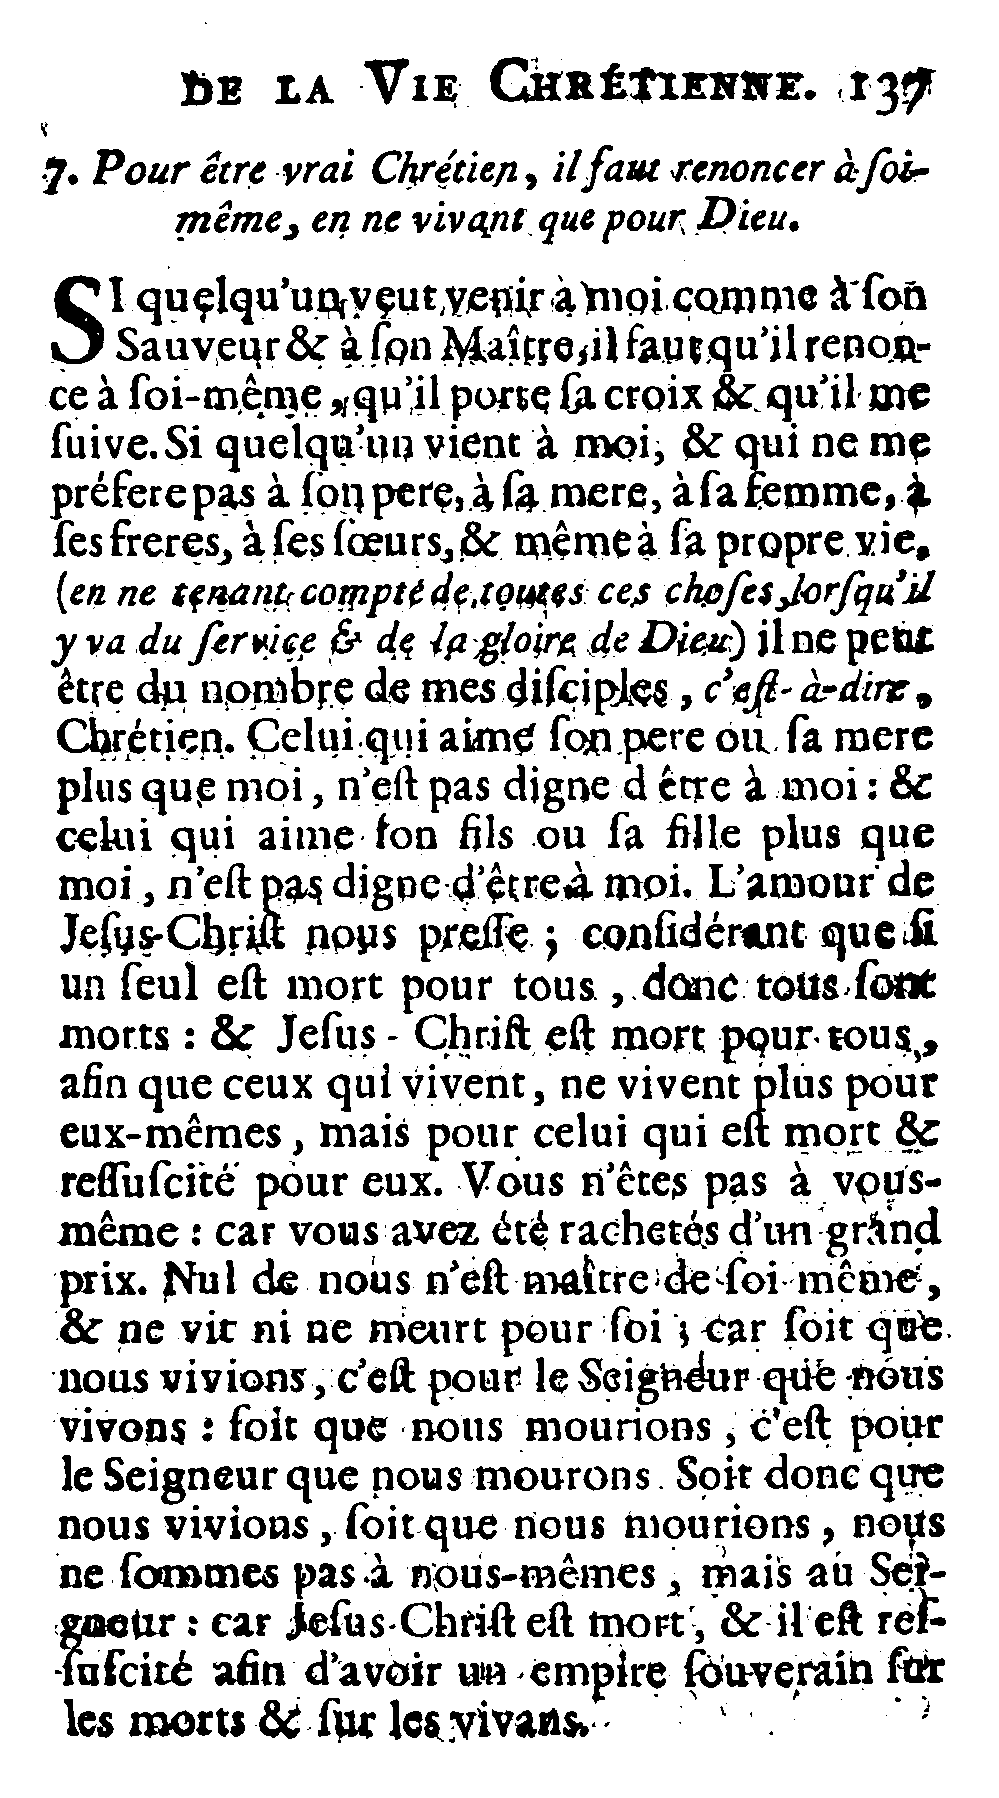 DE LA VIE CHRÉTIENNE. 137
7. Pour être vrai Chrétien, il faut renoncer à ſoi-
même, en ne vivant que pour Dieu.
SI quelqu'un veut venir à moi comme à ſon
Sauveur & à ſon Maître, il faut qu'il renon-
ce à ſoi-même, qu'il porte ſa croix & qu'il me
ſuive. Si quelqu'un vient à moi, & qui ne me
préfere pas à ſon pere, à ſa mere, à ſa femme, à
ſes freres, à ſes ſœurs, & même à ſa propre vie,
(en ne tenant compté de toutes ces choſes, lorſqu'il
y va du ſervice & de la gloire de Dieu) il ne peut
être du nombre de mes diſciples, c'eſt-à-dire,
Chrétien. Celui qui aime ſon pere ou ſa mere
plus que moi, n'eſt pas digne d être à moi: &
celui qui aime ſon fils ou ſa fille plus que
moi, n'eſt pas digne d'être à moi. L'amour de
Jeſus-Chriſt nous preſſe; conſidérant que ſi
un ſeul eſt mort pour tous, donc tous ſont
morts: & Jeſus-Chriſt eſt mort pour tous,
afin que ceux qui vivent, ne vivent plus pour
eux-mêmes, mais pour celui qui eſt mort &
reſſuſcité pour eux. Vous n'êtes pas à vous-
même: car vous avez été rachetés d'un grand
prix. Nul de nous n'eſt maître de ſoi-même,
& ne vit ni ne meurt pour ſoi; car ſoit que
nous vivions, c'eſt pour le Seigneur que nous
vivons: ſoit que nous mourions, c'eſt pour
le Seigneur que nous mourons. Soit donc que
nous vivions, ſoit que nous mourions, nous
ne ſommes pas à nous-mêmes, mais au Sei-
gneur: car Jeſus-Chriſt eſt mort, & il eſt reſ-
ſuſcité afin d'avoir un empire ſouverain ſur
les morts & ſur les vivans.